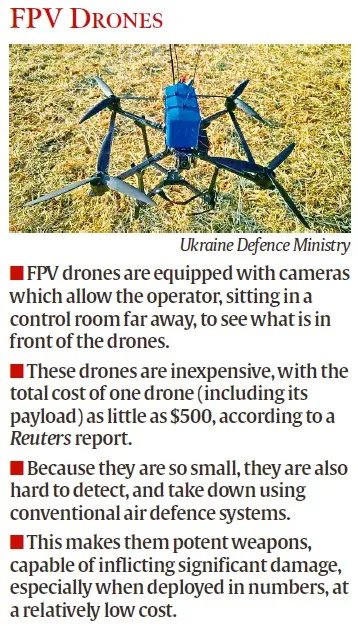 FPV DRONES
Ukraine Defence Ministry
■ FPV drones are equipped with cameras
which allow the operator, sitting in a
control room far away, to see what is in
front of the drones.
■ These drones are inexpensive, with the
total cost of one drone (including its
payload) as little as $500, according to a
Reuters report.
■ Because they are so small, they are also
hard to detect, and take down using
conventional air defence systems.
■ This makes them potent weapons,
capable of inflicting significant damage,
especially when deployed in numbers, at
a relatively low cost.